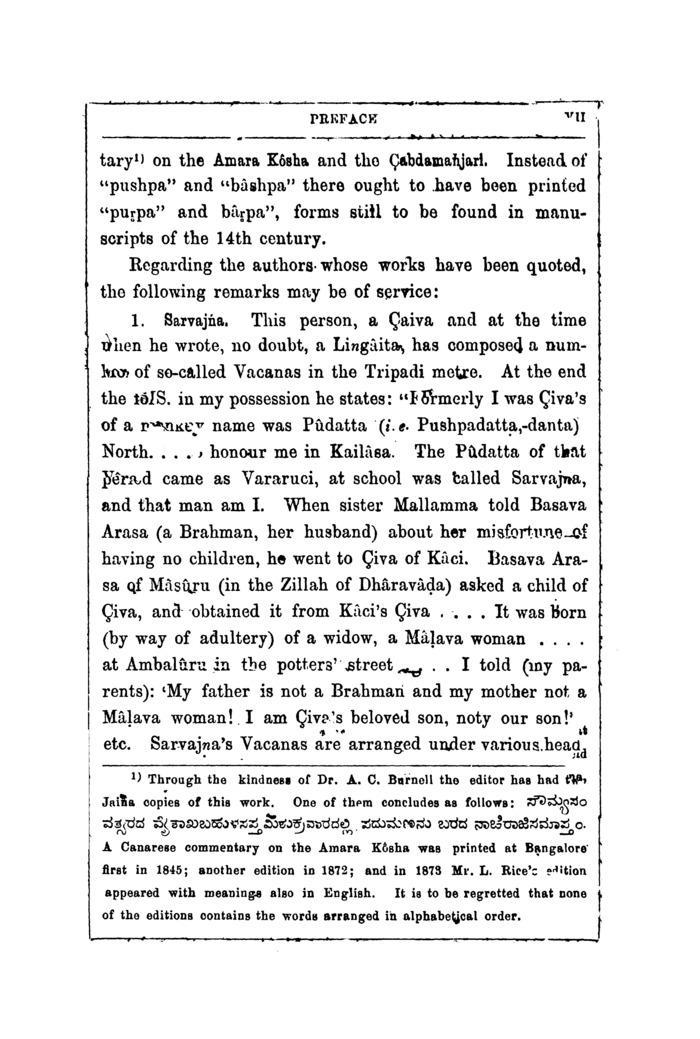 PREFACE VII
tary¹) on the Amara Kôsha and the Çabdamañjari. Instead of
“pushpa” and “bâshpa” there ought to have been printed
“puṛpa” and bâṛpa”, forms still to be found in manu-
scripts of the 14th century.
Regarding the authors whose works have been quoted,
the following remarks may be of service:
1. Sarvajña. This person, a Çaiva and at the time
when he wrote, no doubt, a Lingâita, has composed a num-
of so-called Vacanas in the Tripadi metre. At the end
the in my possession he states: “Formerly I was Çiva's
of a name was Pûdatta (i. e. Pushpadatta,-danta)
North. . . . , honour me in Kailâsa. The Pûdatta of that
came as Vararuci, at school was called Sarvajna,
and that man am I. When sister Mallamma told Basava
Arasa (a Brahman, her husband) about her misfortune of
having no children, he went to Çiva of Kâci. Basava Ara-
sa of Mâsûru (in the Zillah of Dhâravâḍa) asked a child of
Çiva, and obtained it from Kâci's Çiva . . . . It was born
(by way of adultery) of a widow, a Mâḷava woman . . . .
at Ambalûru in the potters' street . . I told (my pa-
rents): ‘My father is not a Brahman and my mother not a
Mâḷava woman! I am Çiva's beloved son, noty our son!’
etc. Sarvajna's Vacanas are arranged under various head
¹) Through the kindness of Dr. A. C. Burnell the editor has had
Jaina copies of this work. One of them concludes as follows: ಸೌಮ್ಯಸಂ
ವತ್ಸರದ ವೈಶಾಖಬಹುಳಸಪ್ತಮಿಶುಕ್ರವಾರದಲ್ಲಿ ಪದುಮಣನು ಬರದ ನಾಚಿರಾಜಿಸಮಾಪ್ತಂ.
A Canarese commentary on the Amara Kôsha was printed at Bangalore
first in 1845; another edition in 1872; and in 1873 Mr. L. Rice's edition
appeared with meanings also in English. It is to be regretted that none
of the editions contains the words arranged in alphabetical order.